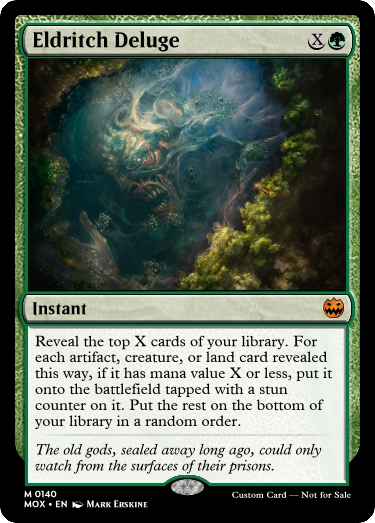 Eldritch Deluge X
Instant
Reveal the top X cards of your library. For
each artifact, creature, or land card revealed
this way, if it has mana value X or less, put it
onto the battlefield tapped with a stun
counter on it. Put the rest on the bottom of
your library in a random order.
The old gods, sealed away long ago, could only
watch from the surfaces of their prisons.
M 0140
MOX • EN Mark Erskine
Custom Card — Not for Sale